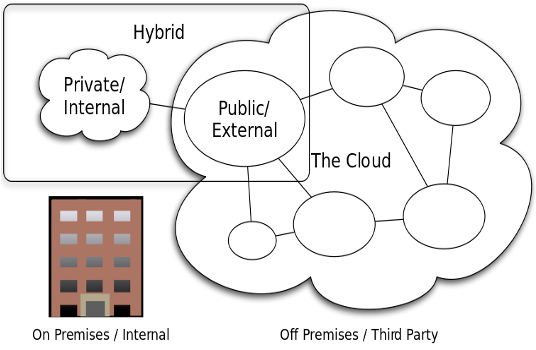 Hybrid
Private/
Internal
Public/
External
The Cloud
On Premises / Internal
Off Premises / Third Party